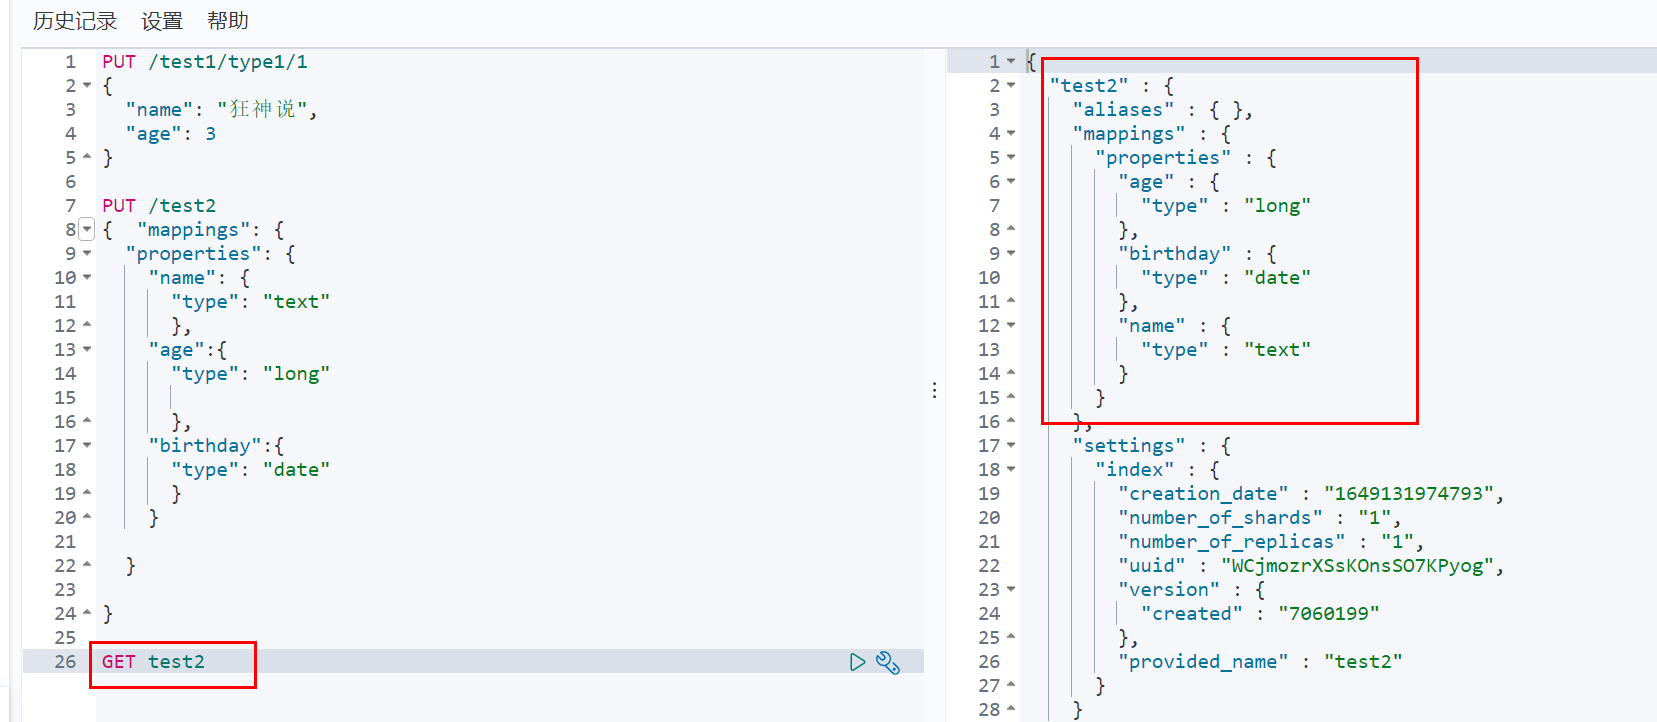 历史记录 设置 帮助
1 PUT /test1/type1/1
2 {
3 "name": "狂神说",
4 "age": 3
5 }
6
7 PUT /test2
8 { "mappings": {
9 "properties": {
10 "name": {
11 "type": "text"
12 },
13 "age":{
14 "type": "long"
15
16 },
17 "birthday":{
18 "type": "date"
19 }
20 }
21
22 }
23
24 }
25
26 GET test2
1 {
2 "test2" : {
3 "aliases" : { },
4 "mappings" : {
5 "properties" : {
6 "age" : {
7 "type" : "long"
8 },
9 "birthday" : {
10 "type" : "date"
11 },
12 "name" : {
13 "type" : "text"
14 }
15 }
16 },
17 "settings" : {
18 "index" : {
19 "creation_date" : "1649131974793",
20 "number_of_shards" : "1",
21 "number_of_replicas" : "1",
22 "uuid" : "WCjmozrXSsKOnsSO7KPyog",
23 "version" : {
24 "created" : "7060199"
25 },
26 "provided_name" : "test2"
27 }
28 }